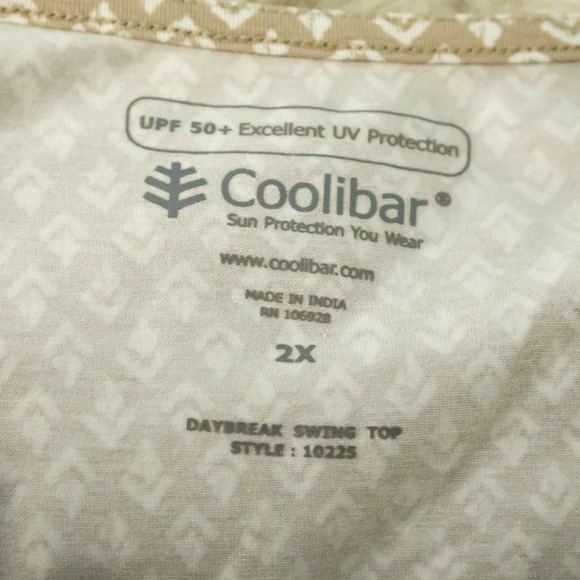 UPF 50+ Excellent UV Protection
Coolibar®
Sun Protection You Wear
www.coolibar.com
MADE IN INDIA
RN 106928
2X
DAYBREAK SWING TOP
STYLE : 10225